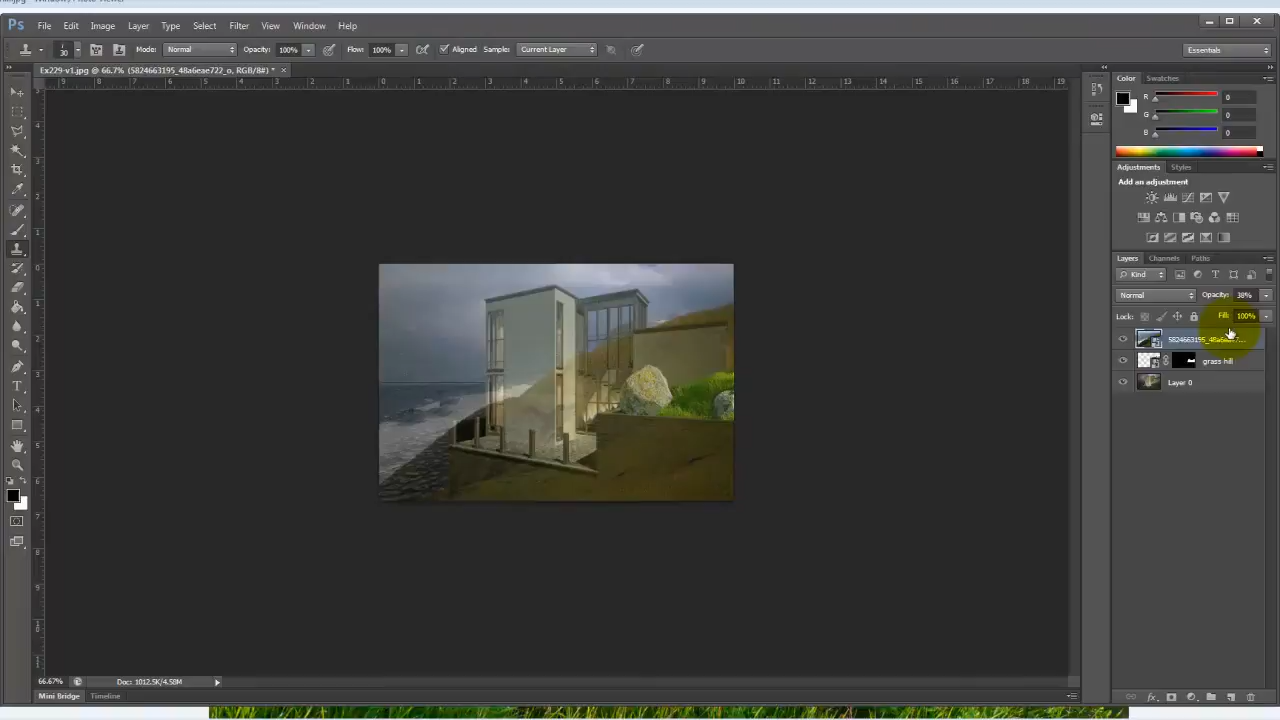 Ps File Edit Image Layer Type Select Filter View Window Help
30 Mode: Normal Opacity: 100% Flow: 100% Aligned Sample: Current Layer Essentials
Ex229-v1.jpg @ 66.7% (5824663195_48a6eae722_o, RGB/8#) * ×
Color Swatches
R 0
G 0
B 0
Adjustments Styles
Add an adjustment
Layers Channels Paths
Kind
Normal Opacity: 38%
Lock: Fill: 100%
grass-hill
Layer 0
66.67% Doc: 1012.5K/4.58M
Mini Bridge Timeline